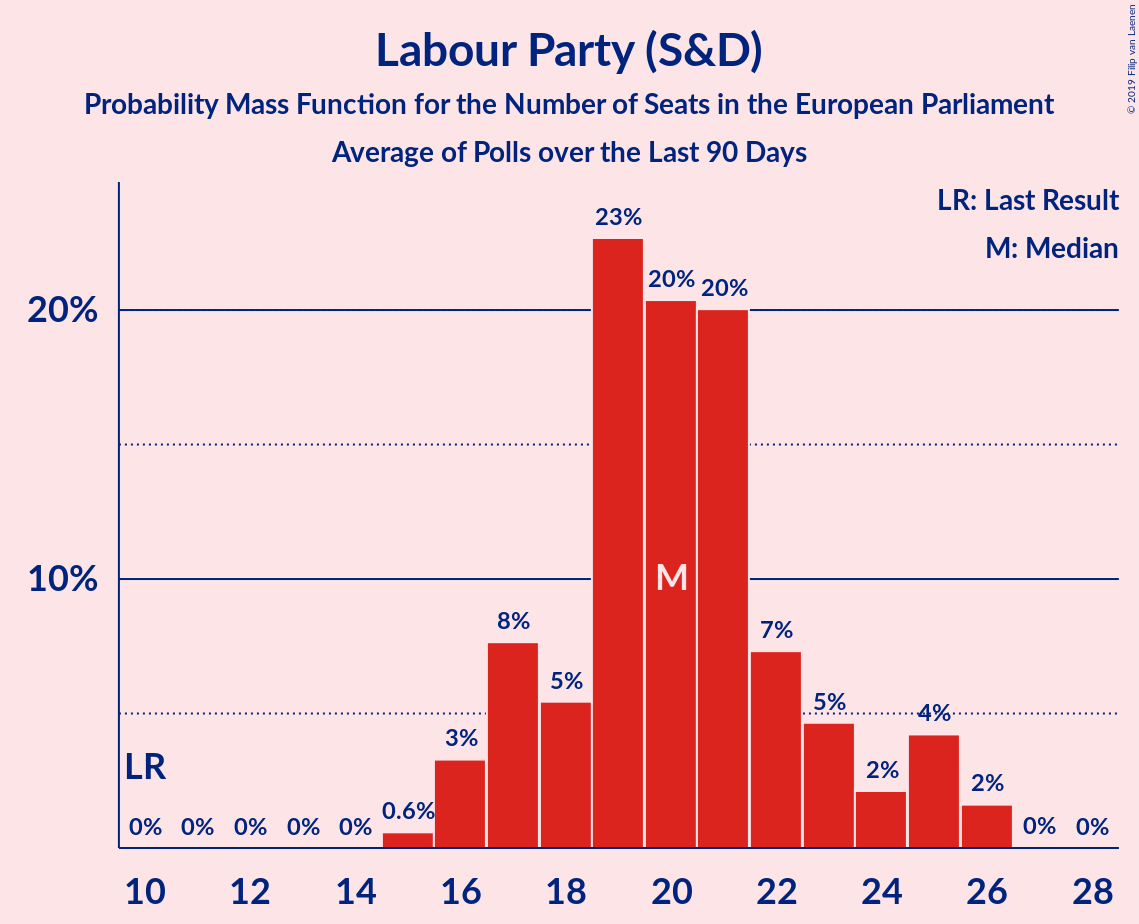 Labour Party (S&D)
Probability Mass Function for the Number of Seats in the European Parliament
Average of Polls over the Last 90 Days
© 2019 Filip van Laenen
LR: Last Result
M: Median
20%
10%
LR
M
0%
0%
0%
0%
0%
0.6%
3%
8%
5%
23%
20%
20%
7%
5%
2%
4%
2%
0%
0%
10 12 14 16 18 20 22 24 26 28